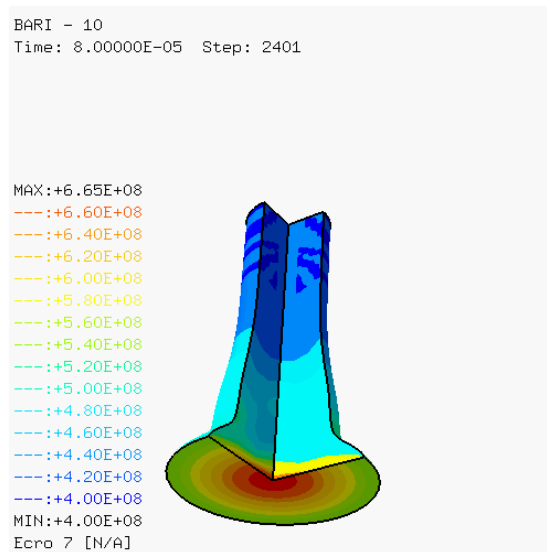 BARI - 10
Time: 8.00000E-05  Step: 2401
MAX:+6.65E+08
---:+6.60E+08
---:+6.40E+08
---:+6.20E+08
---:+6.00E+08
---:+5.80E+08
---:+5.60E+08
---:+5.40E+08
---:+5.20E+08
---:+5.00E+08
---:+4.80E+08
---:+4.60E+08
---:+4.40E+08
---:+4.20E+08
---:+4.00E+08
MIN:+4.00E+08
Ecro 7 [N/A]